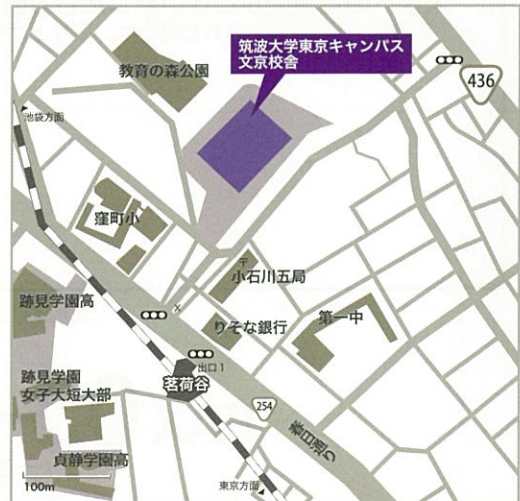 筑波大学東京キャンパス
文京校舎
436
教育の森公園
池袋方面
窪町小
〒
小石川五局
跡見学園高
X
りそな銀行
第一中
出口1
茗荷谷
跡見学園
女子大短大部
254
春日通り
貞静学園高
100m
東京方面